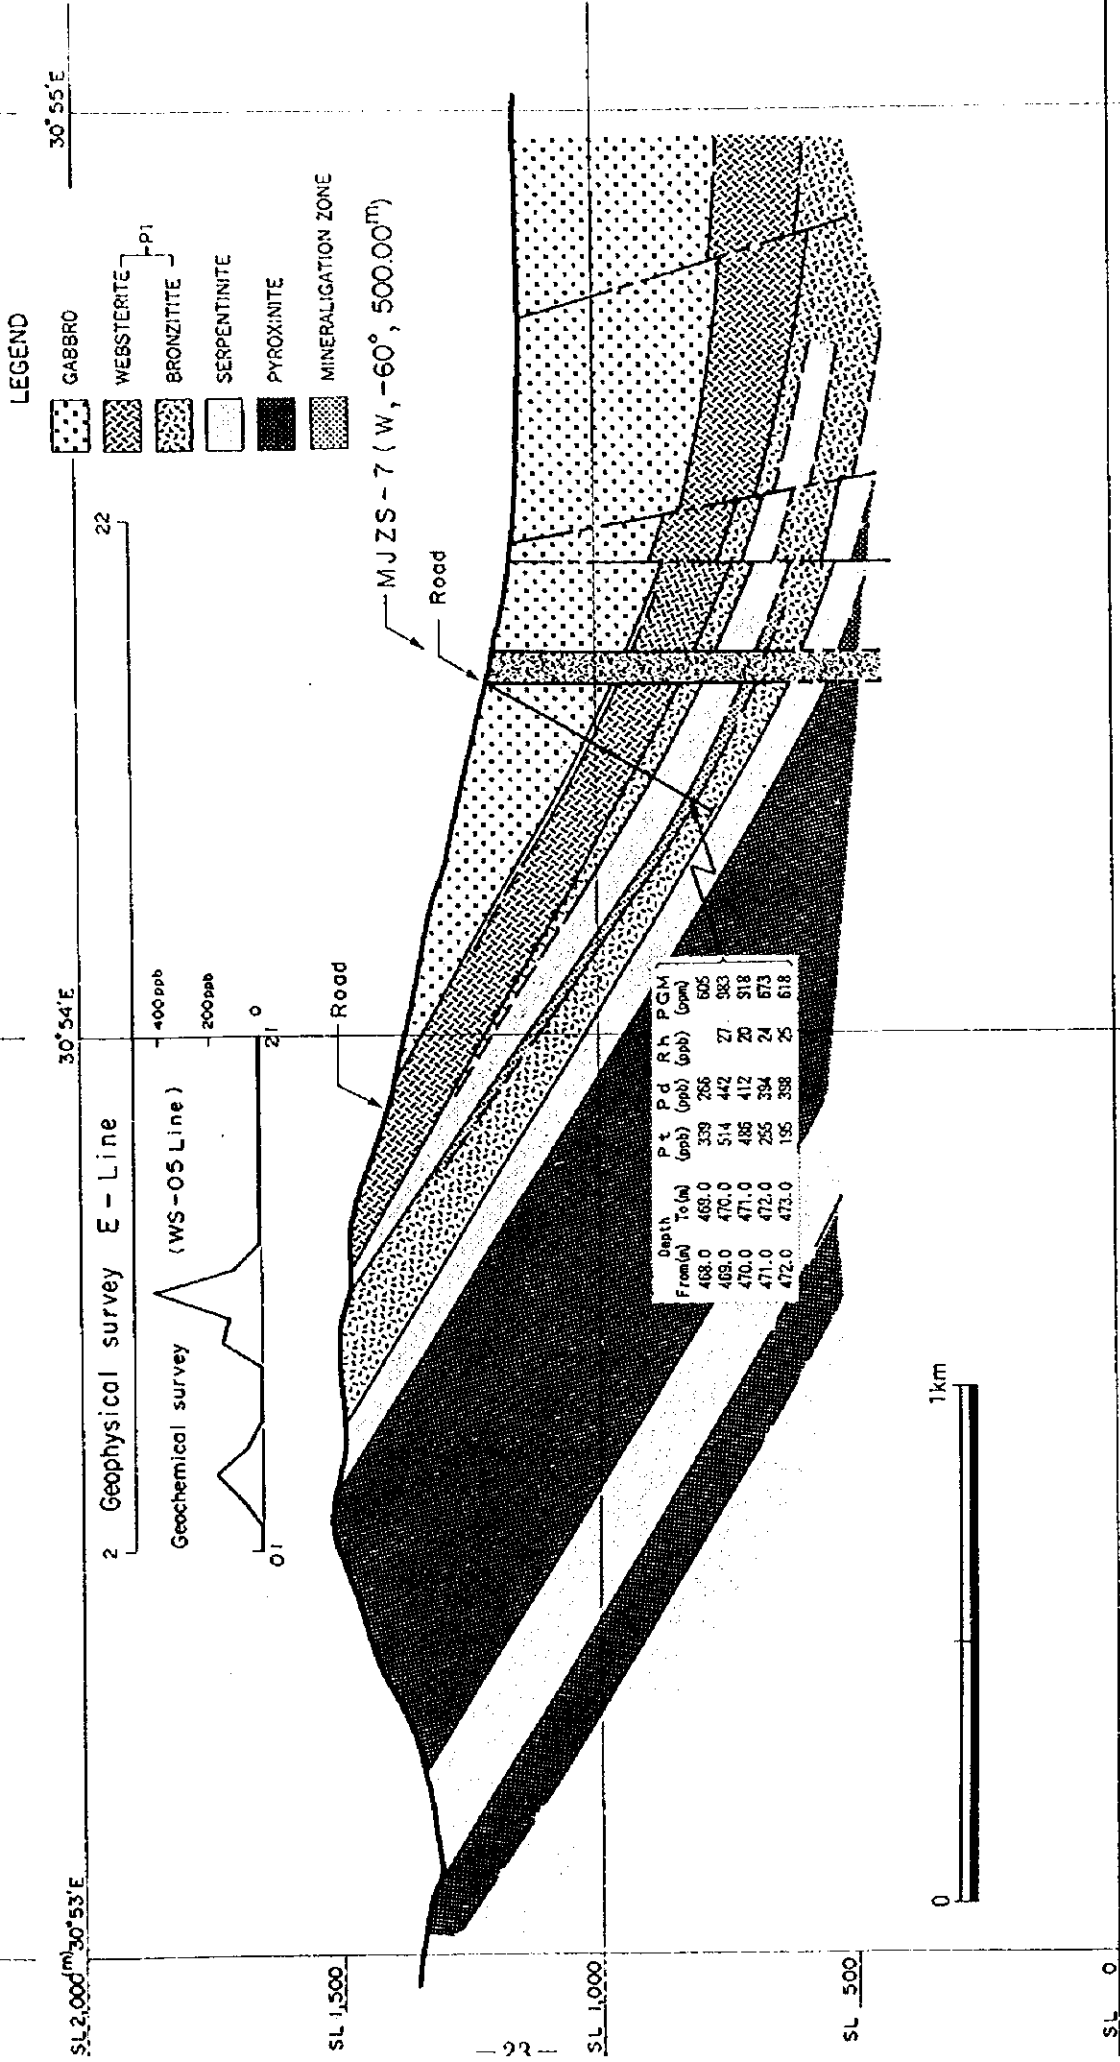 LEGEND
GABBRO
WEBSTERITE
P1
BRONZITITE
SERPENTINITE
PYROXINITE
MINERALIGATION ZONE
SL 2,000(m)
30°53'E
30°54'E
30°55'E
2 Geophysical survey E-Line 22
Geochemical survey (WS-05 Line)
400ppb
200ppb
0
01
21
Road
MJZS-7 (W,-60°, 500.00m)
Road
SL 1,500
SL 1,000
SL 500
SL 0
Depth Pt Pd Rh PGM
From(m) To(m) (ppb) (ppb) (ppb) (ppm)
468.0 469.0 339 266 605
469.0 470.0 514 442 27 983
470.0 471.0 486 412 20 918
471.0 472.0 255 394 24 673
472.0 473.0 195 398 25 618
0 1km
-23-